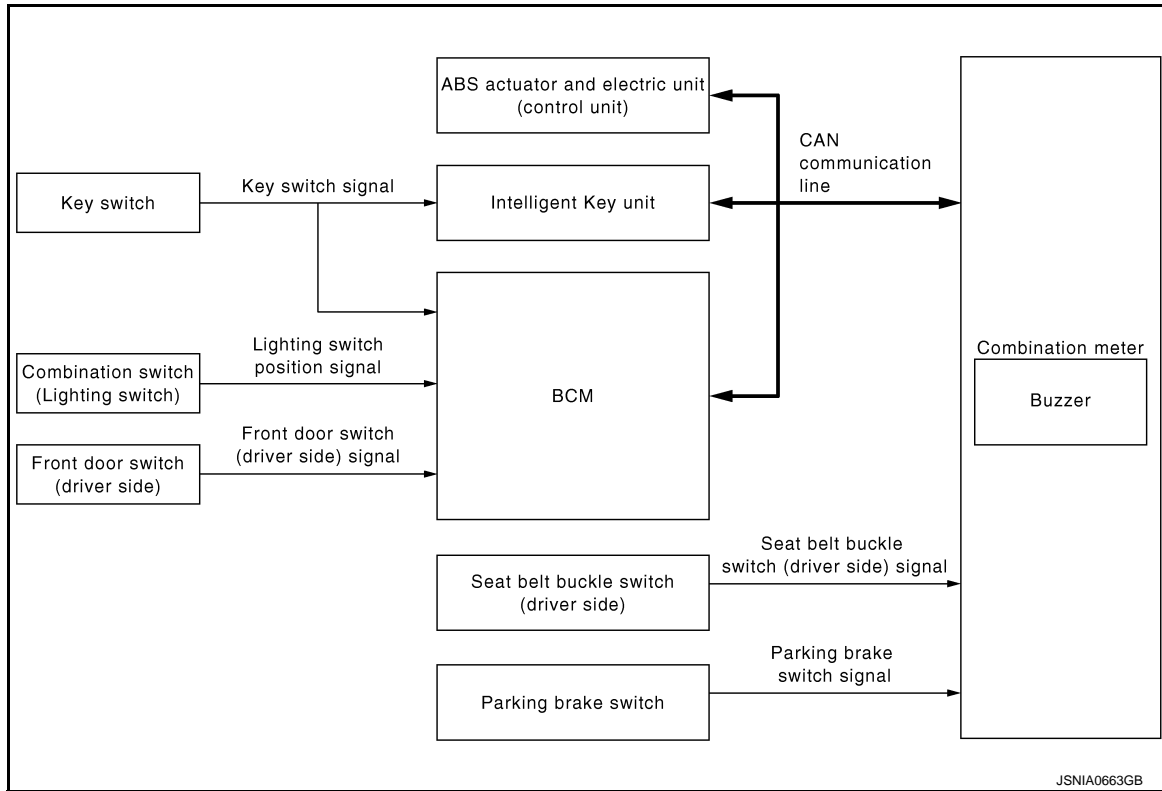 ABS actuator and electric unit
(control unit)
CAN
communication
line
Key switch
Key switch signal
Intelligent Key unit
Lighting switch
position signal
Combination switch
(Lighting switch)
BCM
Combination meter
Buzzer
Front door switch
(driver side) signal
Front door switch
(driver side)
Seat belt buckle
switch (driver side) signal
Seat belt buckle switch
(driver side)
Parking brake
switch signal
Parking brake switch
JSNIA0663GB